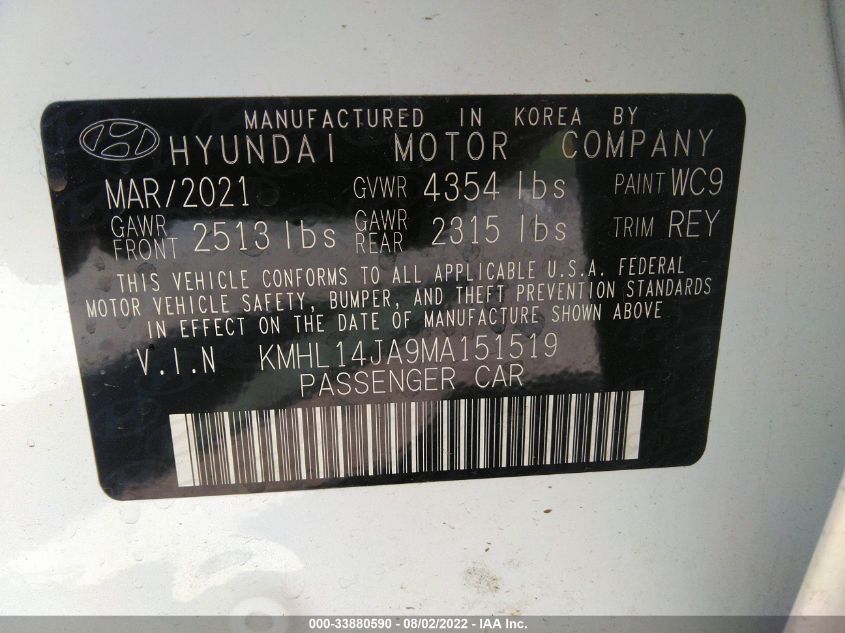 MANUFACTURED IN KOREA BY
HYUNDAI MOTOR COMPANY
MAR/2021 GVWR 4354 lbs PAINT WC9
GAWR FRONT 2513 lbs GAWR REAR 2315 lbs TRIM REY
THIS VEHICLE CONFORMS TO ALL APPLICABLE U.S.A. FEDERAL
MOTOR VEHICLE SAFETY, BUMPER, AND THEFT PREVENTION STANDARDS
IN EFFECT ON THE DATE OF MANUFACTURE SHOWN ABOVE
V.I.N KMHL14JA9MA151519
PASSENGER CAR
000-33880590 - 08/02/2022 - IAA Inc.